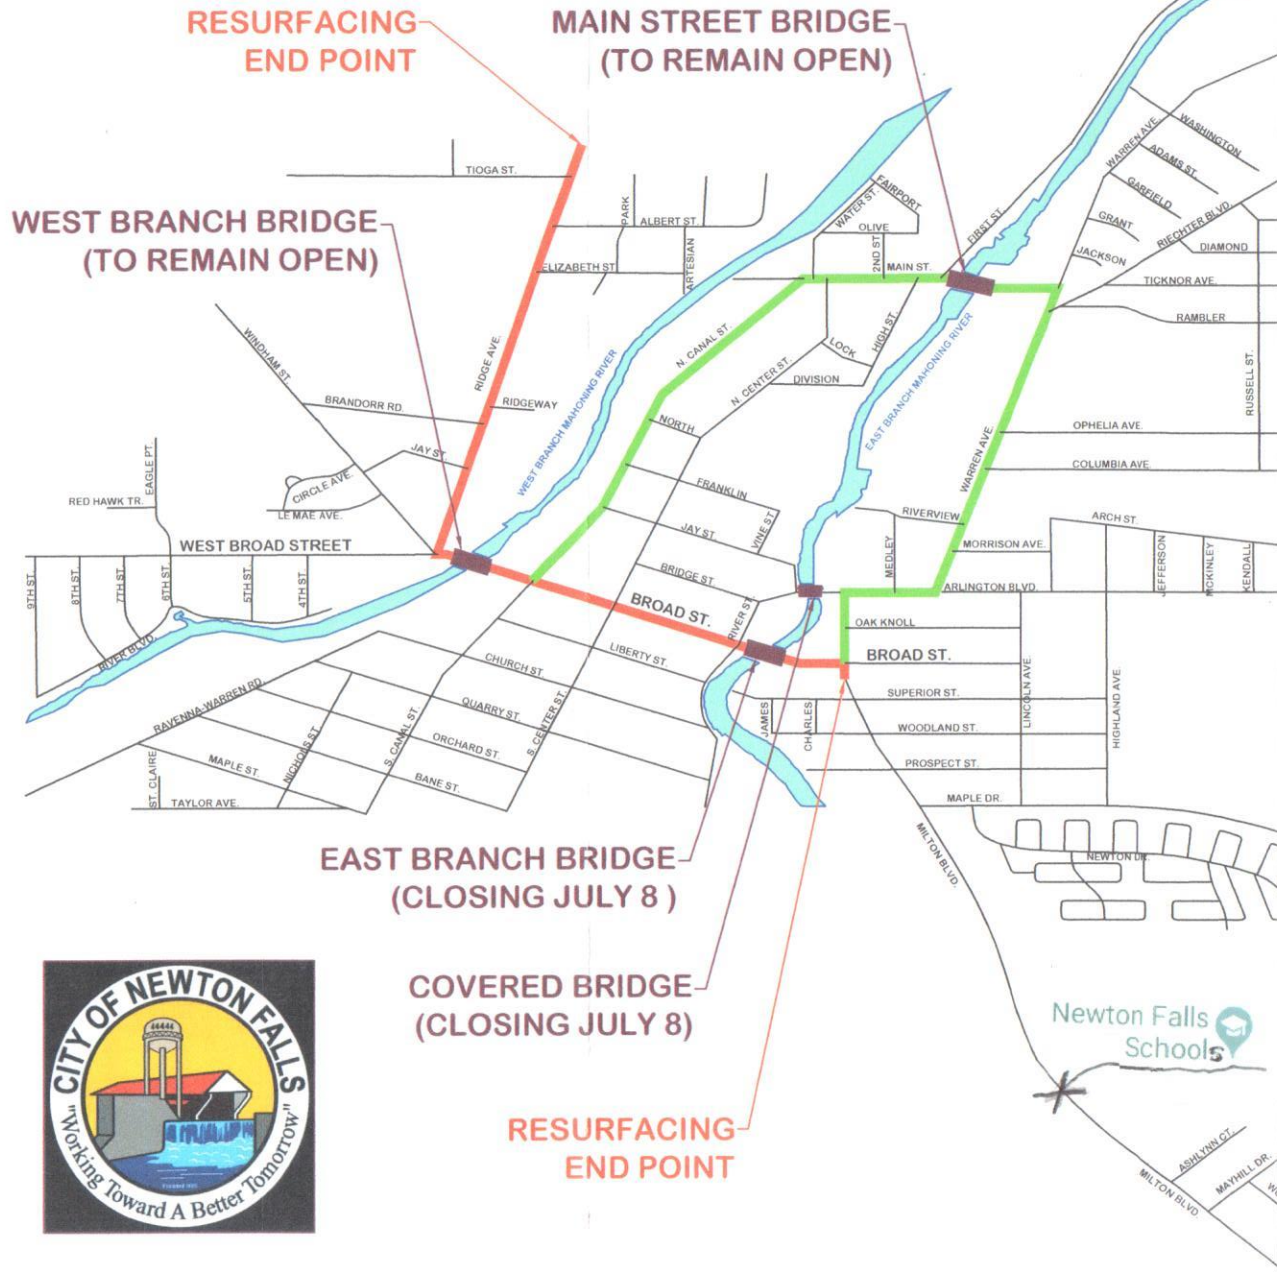 RESURFACING
END POINT
MAIN STREET BRIDGE
(TO REMAIN OPEN)
WEST BRANCH BRIDGE
(TO REMAIN OPEN)
TIOGA ST.
PARK
ALBERT ST.
ARTESIAN
ELIZABETH ST.
WATER ST.
FAIRPORT
OLIVE
2ND ST.
MAIN ST.
FIRST ST.
WARREN AVE.
WASHINGTON
ADAMS ST.
GARFIELD
GRANT
JACKSON
RIECHTER BLVD.
DIAMOND
TICKNOR AVE.
RAMBLER
RUSSELL ST.
WINDHAM ST.
RIDGE AVE.
BRANDORR RD.
RIDGEWAY
JAY ST.
WEST BRANCH MAHONING RIVER
N. CANAL ST.
N. CENTER ST.
LOCK
HIGH ST.
DIVISION
EAST BRANCH MAHONING RIVER
WARREN AVE.
OPHELIA AVE.
COLUMBIA AVE.
NORTH
FRANKLIN
JAY ST.
VINE ST.
BRIDGE ST.
RIVER ST.
EAGLE PT.
RED HAWK TR.
CIRCLE AVE.
LE MAE AVE.
WEST BROAD STREET
9TH ST.
8TH ST.
7TH ST.
6TH ST.
5TH ST.
4TH ST.
RIVER BLVD.
BROAD ST.
RIVERVIEW
MEDLEY
MORRISON AVE.
ARCH ST.
JEFFERSON
MCKINLEY
KENDALL
ARLINGTON BLVD.
OAK KNOLL
BROAD ST.
LINCOLN AVE
HIGHLAND AVE.
SUPERIOR ST.
JAMES
CHARLES
WOODLAND ST.
PROSPECT ST.
MAPLE DR.
NEWTON DR.
MILTON BLVD.
LIBERTY ST.
CHURCH ST.
QUARRY ST.
ORCHARD ST.
BANE ST.
S. CENTER ST.
S. CANAL ST.
NICHOLS ST.
RAVENNA-WARREN RD.
MAPLE ST.
ST. CLAIRE
TAYLOR AVE.
EAST BRANCH BRIDGE
(CLOSING JULY 8 )
COVERED BRIDGE
(CLOSING JULY 8)
RESURFACING
END POINT
Newton Falls
Schools
ASHLYNN CT.
MAYHILL DR.
MILTON BLVD.
CITY OF NEWTON FALLS
"Working Toward A Better Tomorrow"